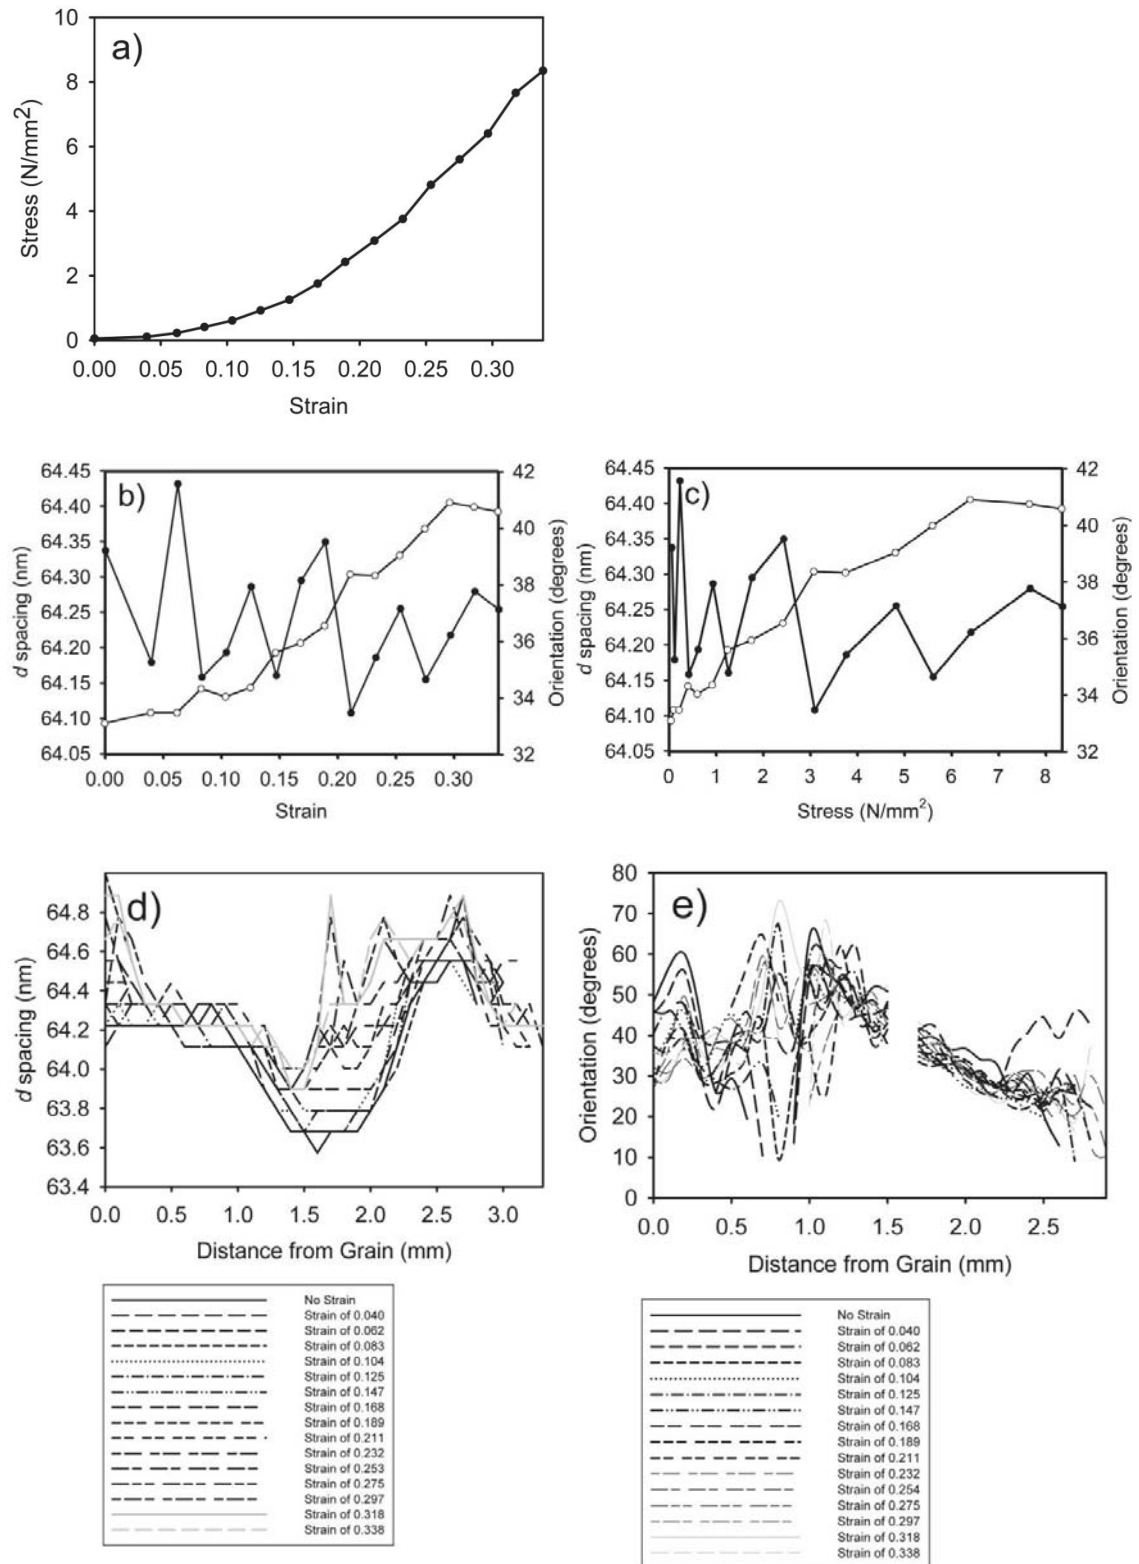 a)
10
8
6
4
2
0
Stress (N/mm2)
0.00 0.05 0.10 0.15 0.20 0.25 0.30
Strain
b)
64.45
64.40
64.35
64.30
64.25
64.20
64.15
64.10
64.05
d spacing (nm)
42
40
38
36
34
32
Orientation (degrees)
0.00 0.05 0.10 0.15 0.20 0.25 0.30
Strain
c)
64.45
64.40
64.35
64.30
64.25
64.20
64.15
64.10
64.05
d spacing (nm)
42
40
38
36
34
32
Orientation (degrees)
0 1 2 3 4 5 6 7 8
Stress (N/mm2)
d)
64.8
64.6
64.4
64.2
64.0
63.8
63.6
63.4
d spacing (nm)
0.0 0.5 1.0 1.5 2.0 2.5 3.0
Distance from Grain (mm)
No Strain
Strain of 0.040
Strain of 0.062
Strain of 0.083
Strain of 0.104
Strain of 0.125
Strain of 0.147
Strain of 0.168
Strain of 0.189
Strain of 0.211
Strain of 0.232
Strain of 0.253
Strain of 0.275
Strain of 0.297
Strain of 0.318
Strain of 0.338
e)
80
70
60
50
40
30
20
10
0
Orientation (degrees)
0.0 0.5 1.0 1.5 2.0 2.5
Distance from Grain (mm)
No Strain
Strain of 0.040
Strain of 0.062
Strain of 0.083
Strain of 0.104
Strain of 0.125
Strain of 0.147
Strain of 0.168
Strain of 0.189
Strain of 0.211
Strain of 0.232
Strain of 0.254
Strain of 0.275
Strain of 0.297
Strain of 0.318
Strain of 0.338